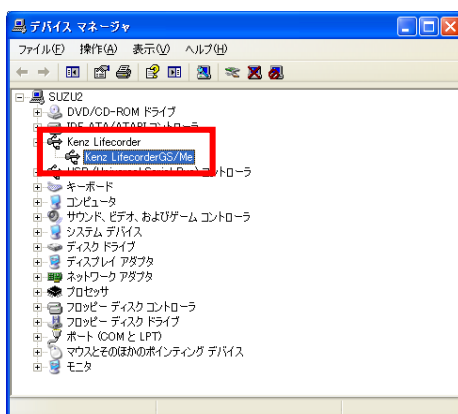 デバイス マネージャ
ファイル(F) 操作(A) 表示(V) ヘルプ(H)
SUZU2
DVD/CD-ROM ドライブ
IDE ATA/ATAPI コントローラ
Kenz Lifecorder
Kenz LifecorderGS/Me
USB (Universal Serial Bus) コントローラ
キーボード
コンピュータ
サウンド、ビデオ、およびゲーム コントローラ
システム デバイス
ディスク ドライブ
ディスプレイ アダプタ
ネットワーク アダプタ
プロセッサ
フロッピー ディスク コントローラ
フロッピー ディスク ドライブ
ポート (COM と LPT)
マウスとそのほかのポインティング デバイス
モニタ